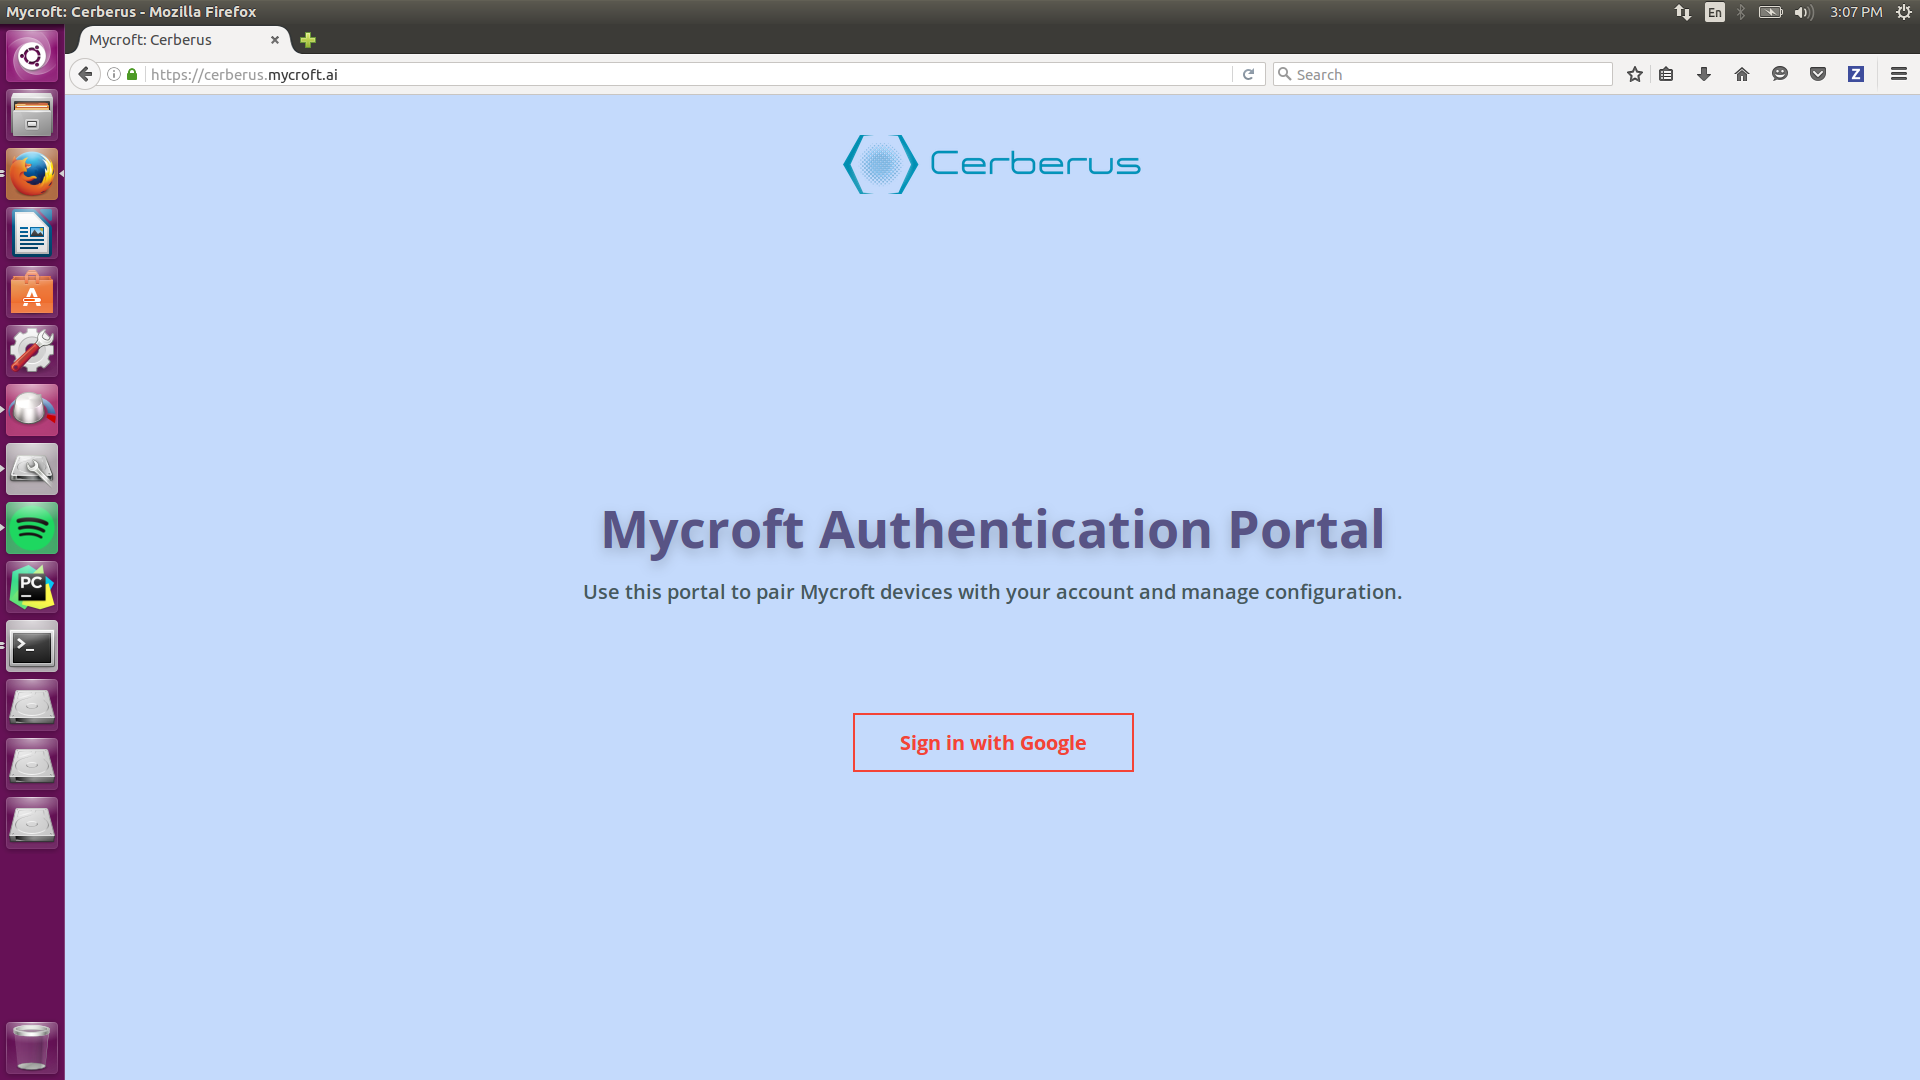 Mycroft: Cerberus - Mozilla Firefox
En
3:07 PM
Mycroft: Cerberus
https://cerberus.mycroft.ai
Search
Z
Cerberus
A
Mycroft Authentication Portal
Use this portal to pair Mycroft devices with your account and manage configuration.
PC
>_
Sign in with Google